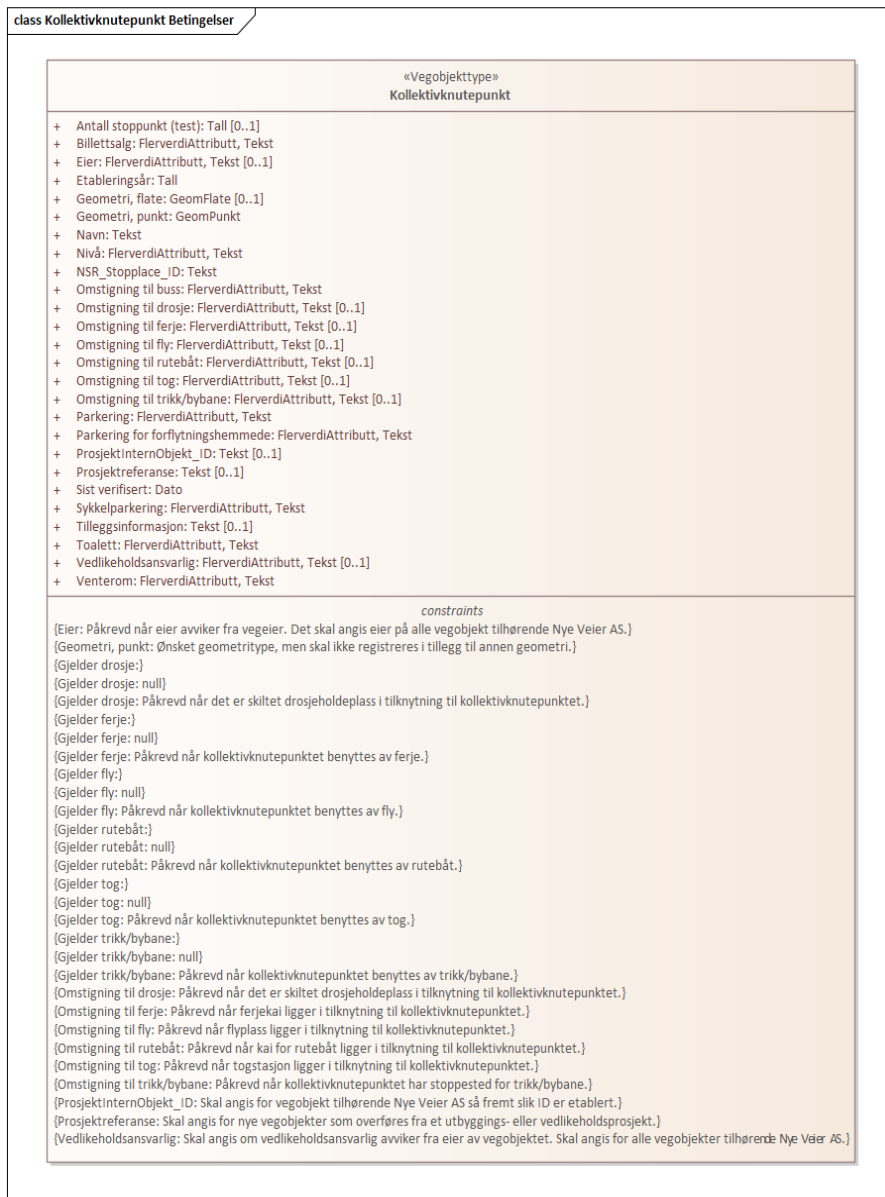 class Kollektivknutepunkt Betingelser
«Vegobjekttype»
Kollektivknutepunkt
+ Antall stoppunkt (test): Tall [0..1]
+ Billettsalg: FlerverdiAttributt, Tekst
+ Eier: FlerverdiAttributt, Tekst [0..1]
+ Etableringsår: Tall
+ Geometri, flate: GeomFlate [0..1]
+ Geometri, punkt: GeomPunkt
+ Navn: Tekst
+ Nivå: FlerverdiAttributt, Tekst
+ NSR_Stopplace_ID: Tekst
+ Omstigning til buss: FlerverdiAttributt, Tekst
+ Omstigning til drosje: FlerverdiAttributt, Tekst [0..1]
+ Omstigning til ferje: FlerverdiAttributt, Tekst [0..1]
+ Omstigning til fly: FlerverdiAttributt, Tekst [0..1]
+ Omstigning til rutebåt: FlerverdiAttributt, Tekst [0..1]
+ Omstigning til tog: FlerverdiAttributt, Tekst [0..1]
+ Omstigning til trikk/bybane: FlerverdiAttributt, Tekst [0..1]
+ Parkering: FlerverdiAttributt, Tekst
+ Parkering for forflytningshemmede: FlerverdiAttributt, Tekst
+ ProsjektInternObjekt_ID: Tekst [0..1]
+ Prosjektreferanse: Tekst [0..1]
+ Sist verifisert: Dato
+ Sykkelparkering: FlerverdiAttributt, Tekst
+ Tilleggsinformasjon: Tekst [0..1]
+ Toalett: FlerverdiAttributt, Tekst
+ Vedlikeholdsansvarlig: FlerverdiAttributt, Tekst [0..1]
+ Venterom: FlerverdiAttributt, Tekst
constraints
{Eier: Påkrevd når eier avviker fra vegeier. Det skal angis eier på alle vegobjekt tilhørende Nye Veier AS.}
{Geometri, punkt: Ønsket geometritype, men skal ikke registreres i tillegg til annen geometri.}
{Gjelder drosje:}
{Gjelder drosje: null}
{Gjelder drosje: Påkrevd når det er skiltet drosjeholdeplass i tilknytning til kollektivknutepunktet.}
{Gjelder ferje:}
{Gjelder ferje: null}
{Gjelder ferje: Påkrevd når kollektivknutepunktet benyttes av ferje.}
{Gjelder fly:}
{Gjelder fly: null}
{Gjelder fly: Påkrevd når kollektivknutepunktet benyttes av fly.}
{Gjelder rutebåt:}
{Gjelder rutebåt: null}
{Gjelder rutebåt: Påkrevd når kollektivknutepunktet benyttes av rutebåt.}
{Gjelder tog:}
{Gjelder tog: null}
{Gjelder tog: Påkrevd når kollektivknutepunktet benyttes av tog.}
{Gjelder trikk/bybane:}
{Gjelder trikk/bybane: null}
{Gjelder trikk/bybane: Påkrevd når kollektivknutepunktet benyttes av trikk/bybane.}
{Omstigning til drosje: Påkrevd når det er skiltet drosjeholdeplass i tilknytning til kollektivknutepunktet.}
{Omstigning til ferje: Påkrevd når ferjekai ligger i tilknytning til kollektivknutepunktet.}
{Omstigning til fly: Påkrevd når flyplass ligger i tilknytning til kollektivknutepunktet.}
{Omstigning til rutebåt: Påkrevd når kai for rutebåt ligger i tilknytning til kollektivknutepunktet.}
{Omstigning til tog: Påkrevd når togstasjon ligger i tilknytning til kollektivknutepunktet.}
{Omstigning til trikk/bybane: Påkrevd når kollektivknutepunktet har stoppested for trikk/bybane.}
{ProsjektInternObjekt_ID: Skal angis for vegobjekt tilhørende Nye Veier AS så fremt slik ID er etablert.}
{Prosjektreferanse: Skal angis for nye vegobjekter som overføres fra et utbyggings- eller vedlikeholdsprosjekt.}
{Vedlikeholdsansvarlig: Skal angis om vedlikeholdsansvarlig avviker fra eier av vegobjektet. Skal angis for alle vegobjekter tilhørende Nye Veier AS.}